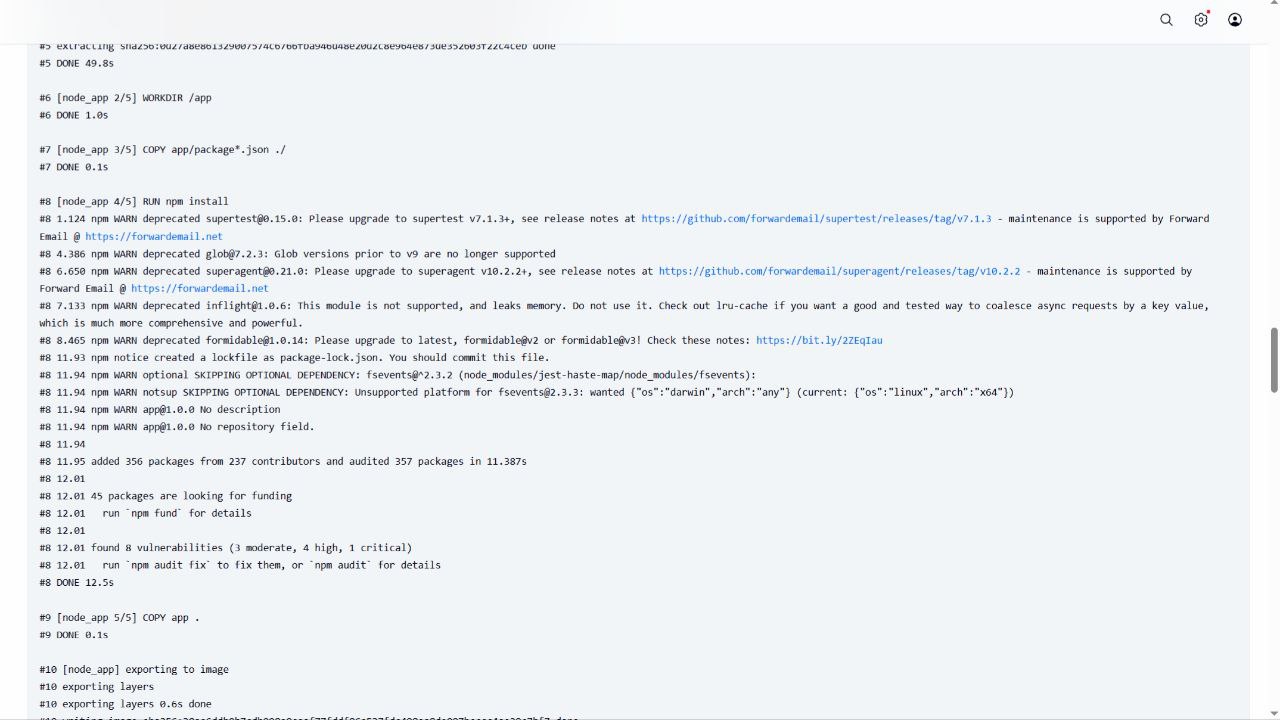 #5 DONE 49.8s
#6 [node_app 2/5] WORKDIR /app
#6 DONE 1.0s
#7 [node_app 3/5] COPY app/package*.json ./
#7 DONE 0.1s
#8 [node_app 4/5] RUN npm install
#8 1.124 npm WARN deprecated supertest@0.15.0: Please upgrade to supertest v7.1.3+, see release notes at https://github.com/forwardemail/supertest/releases/tag/v7.1.3 - maintenance is supported by Forward
Email @ https://forwardemail.net
#8 4.386 npm WARN deprecated glob@7.2.3: Glob versions prior to v9 are no longer supported
#8 6.650 npm WARN deprecated superagent@0.21.0: Please upgrade to superagent v10.2.2+, see release notes at https://github.com/forwardemail/superagent/releases/tag/v10.2.2 - maintenance is supported by
Forward Email @ https://forwardemail.net
#8 7.133 npm WARN deprecated inflight@1.0.6: This module is not supported, and leaks memory. Do not use it. Check out lru-cache if you want a good and tested way to coalesce async requests by a key value,
which is much more comprehensive and powerful.
#8 8.465 npm WARN deprecated formidable@1.0.14: Please upgrade to latest, formidable@v2 or formidable@v3! Check these notes: https://bit.ly/2ZEqIau
#8 11.93 npm notice created a lockfile as package-lock.json. You should commit this file.
#8 11.94 npm WARN optional SKIPPING OPTIONAL DEPENDENCY: fsevents@^2.3.2 (node_modules/jest-haste-map/node_modules/fsevents):
#8 11.94 npm WARN notsup SKIPPING OPTIONAL DEPENDENCY: Unsupported platform for fsevents@2.3.3: wanted {"os":"darwin","arch":"any"} (current: {"os":"linux","arch":"x64"})
#8 11.94 npm WARN app@1.0.0 No description
#8 11.94 npm WARN app@1.0.0 No repository field.
#8 11.94
#8 11.95 added 356 packages from 237 contributors and audited 357 packages in 11.387s
#8 12.01
#8 12.01 45 packages are looking for funding
#8 12.01   run `npm fund` for details
#8 12.01
#8 12.01 found 8 vulnerabilities (3 moderate, 4 high, 1 critical)
#8 12.01   run `npm audit fix` to fix them, or `npm audit` for details
#8 DONE 12.5s
#9 [node_app 5/5] COPY app .
#9 DONE 0.1s
#10 [node_app] exporting to image
#10 exporting layers
#10 exporting layers 0.6s done